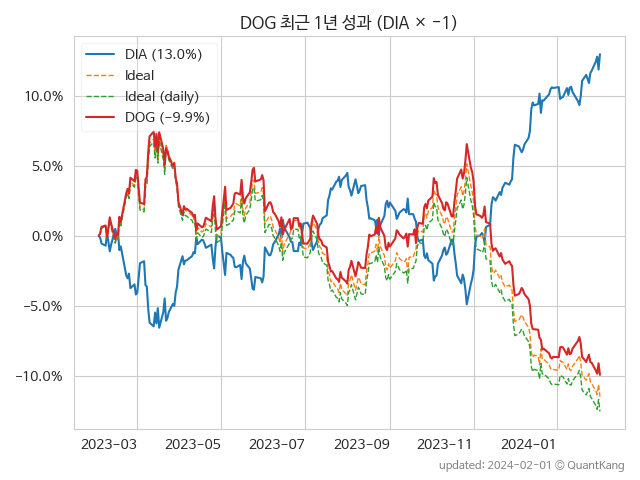 DOG 최근 1년 성과 (DIA × −1)
DIA (13.0%)
Ideal
Ideal (daily)
DOG (−9.9%)
10.0%
5.0%
0.0%
−5.0%
−10.0%
2023-03 2023-05 2023-07 2023-09 2023-11 2024-01
updated: 2024-02-01 © QuantKang